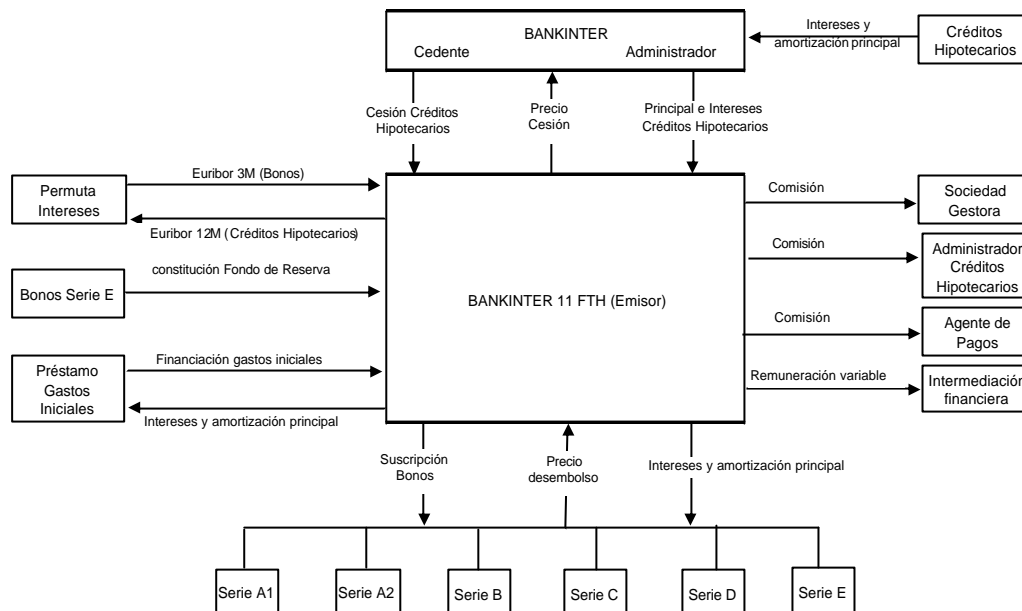 BANKINTER
Cedente
Administrador
Intereses y
amortización principal
Créditos
Hipotecarios
Cesión Créditos
Hipotecarios
Precio
Cesión
Principal e Intereses
Créditos Hipotecarios
Permuta
Intereses
Euribor 3M (Bonos)
Euribor 12M (Créditos Hipotecarios)
Bonos Serie E
constitución Fondo de Reserva
Préstamo
Gastos
Iniciales
Financiación gastos iniciales
Intereses y amortización principal
BANKINTER 11 FTH (Emisor)
Comisión
Sociedad
Gestora
Comisión
Administrador
Créditos
Hipotecarios
Comisión
Agente de
Pagos
Remuneración variable
Intermediación
financiera
Suscripción
Bonos
Precio
desembolso
Intereses y amortización principal
Serie A1
Serie A2
Serie B
Serie C
Serie D
Serie E